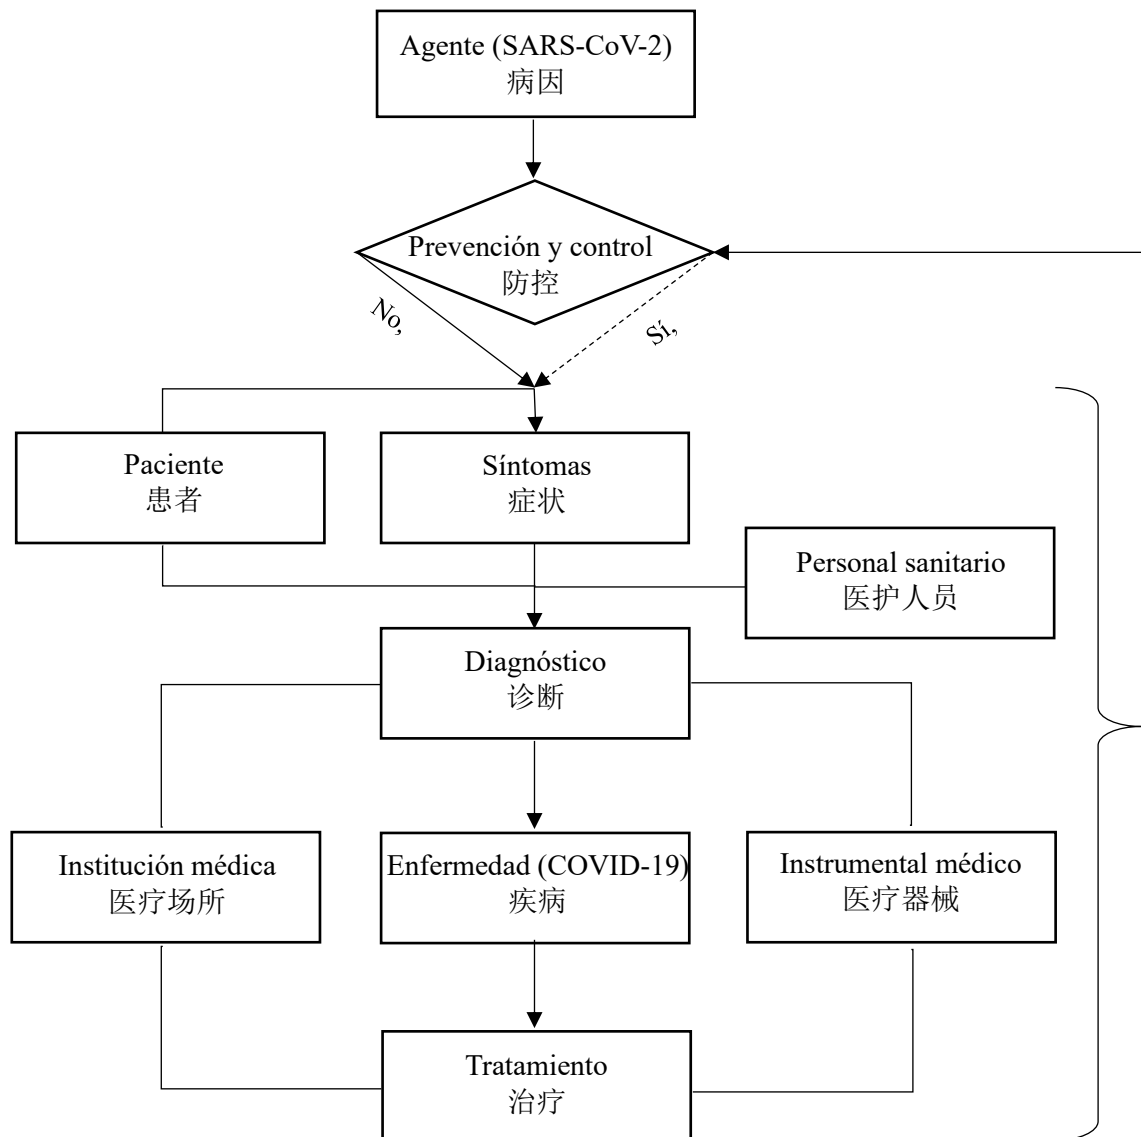 Agente (SARS-CoV-2)
病因
Prevención y control
防控
No,
Sí,
Paciente
患者
Síntomas
症状
Personal sanitario
医护人员
Diagnóstico
诊断
Institución médica
医疗场所
Enfermedad (COVID-19)
疾病
Instrumental médico
医疗器械
Tratamiento
治疗